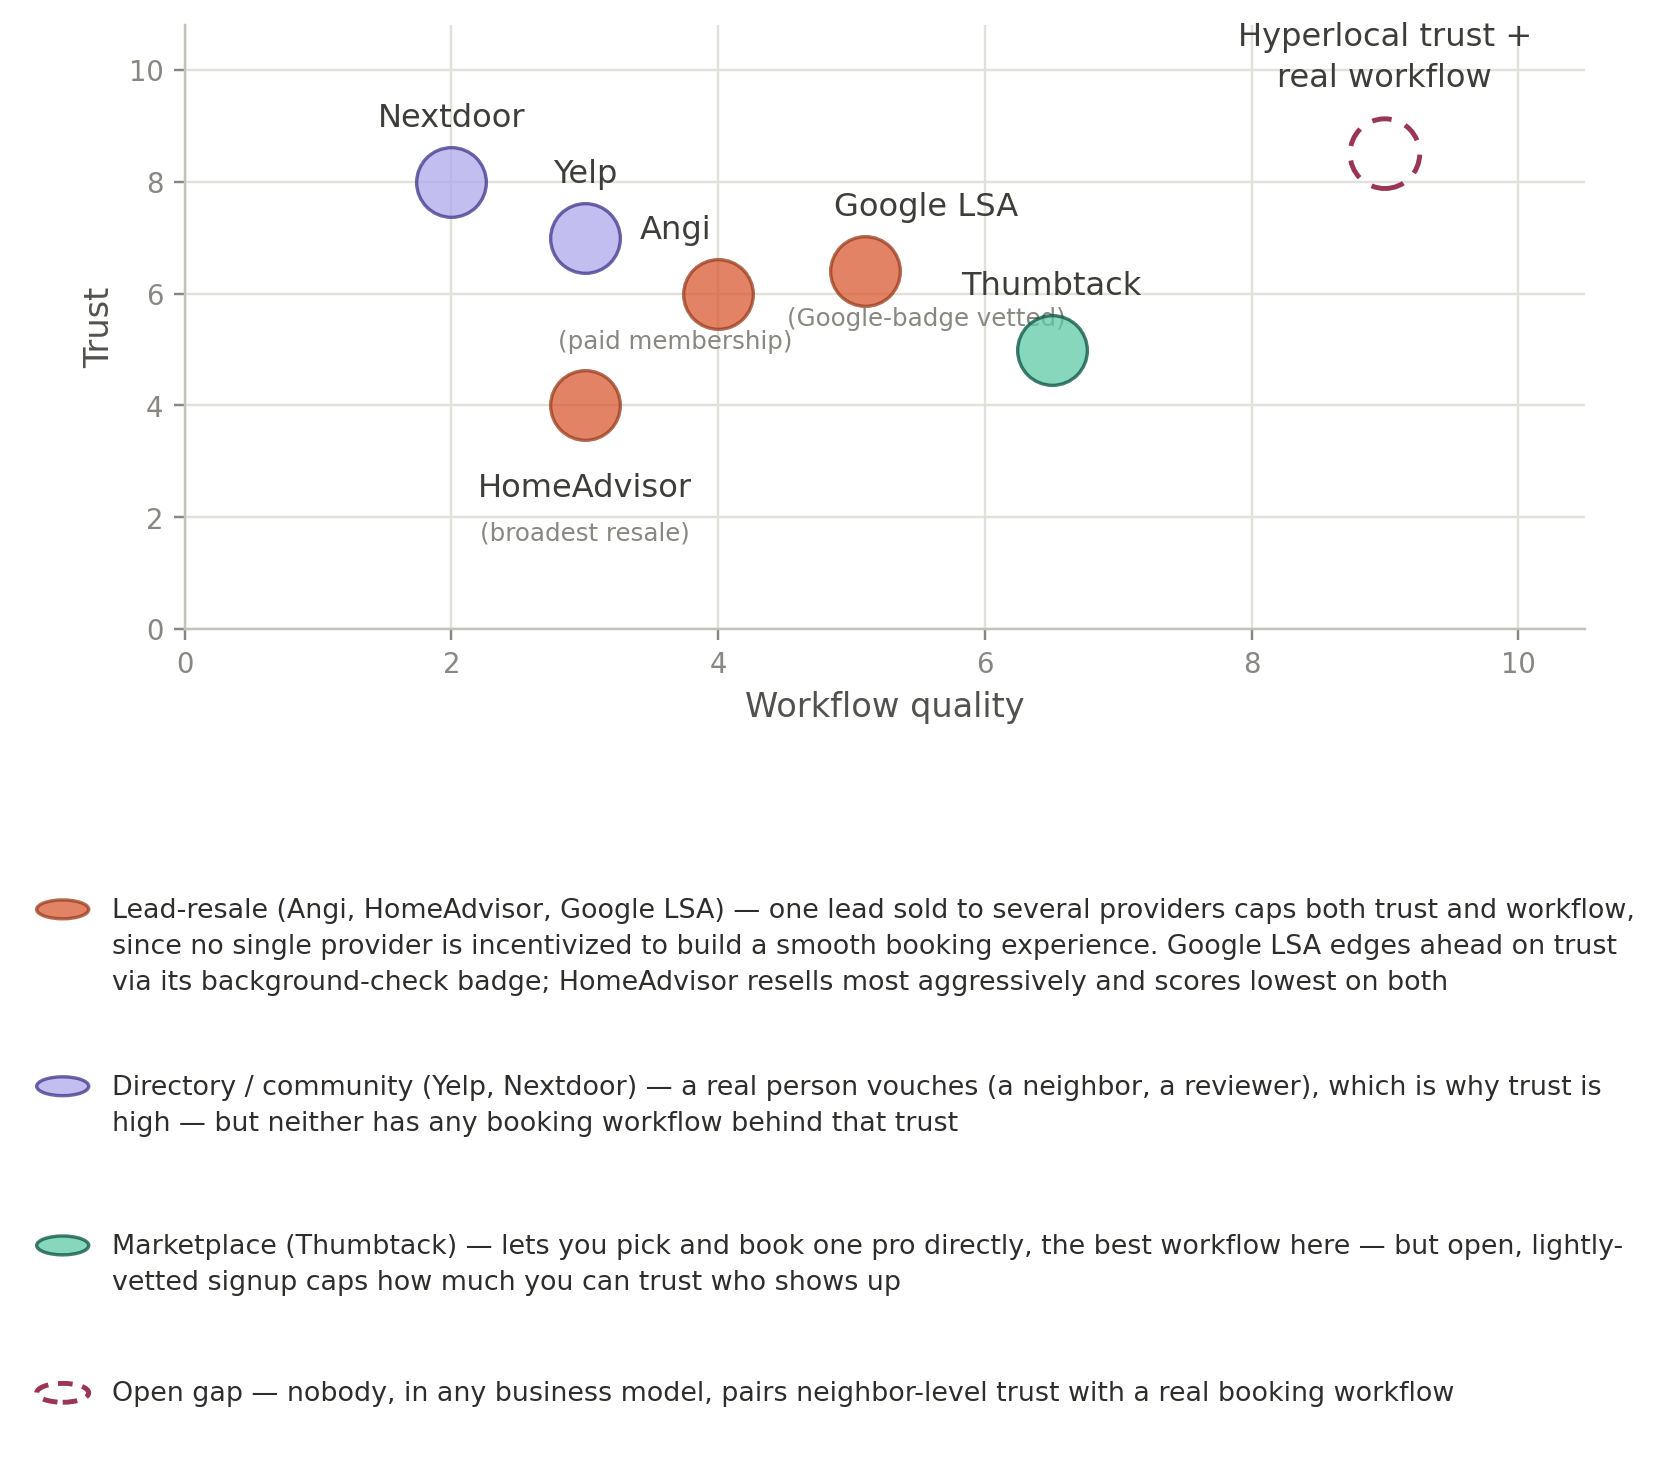 Hyperlocal trust +
real workflow
10
Nextdoor
Yelp
8
Google LSA
Angi
Thumbtack
6
(Google-badge vetted)
(paid membership)
Trust
4
HomeAdvisor
2
(broadest resale)
0
0 2 4 6 8 10
Workflow quality
Lead-resale (Angi, HomeAdvisor, Google LSA) — one lead sold to several providers caps both trust and workflow,
since no single provider is incentivized to build a smooth booking experience. Google LSA edges ahead on trust
via its background-check badge; HomeAdvisor resells most aggressively and scores lowest on both
Directory / community (Yelp, Nextdoor) — a real person vouches (a neighbor, a reviewer), which is why trust is
high — but neither has any booking workflow behind that trust
Marketplace (Thumbtack) — lets you pick and book one pro directly, the best workflow here — but open, lightly-
vetted signup caps how much you can trust who shows up
Open gap — nobody, in any business model, pairs neighbor-level trust with a real booking workflow